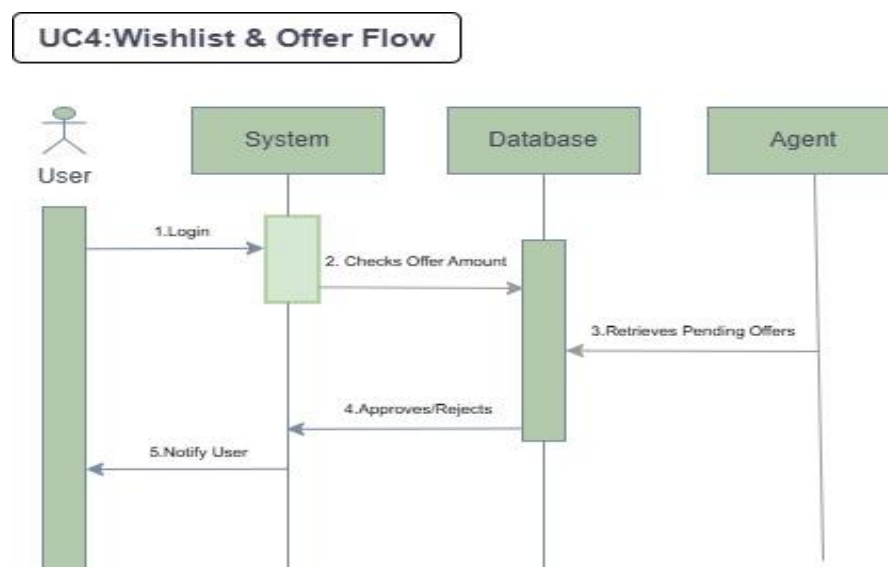 UC4:Wishlist & Offer Flow
System
Database
Agent
User
1.Login
2. Checks Offer Amount
3.Retrieves Pending Offers
4.Approves/Rejects
5.Notify User